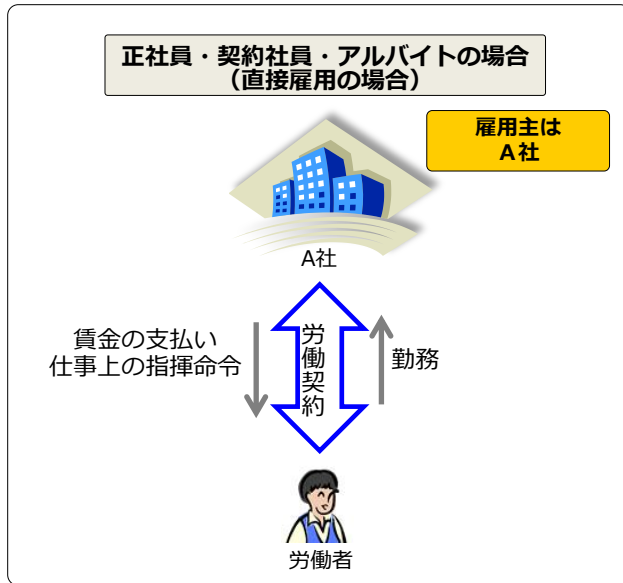 正社員・契約社員・アルバイトの場合
（直接雇用の場合）
雇用主は
A社
A社
賃金の支払い
仕事上の指揮命令
労働契約
勤務
労働者